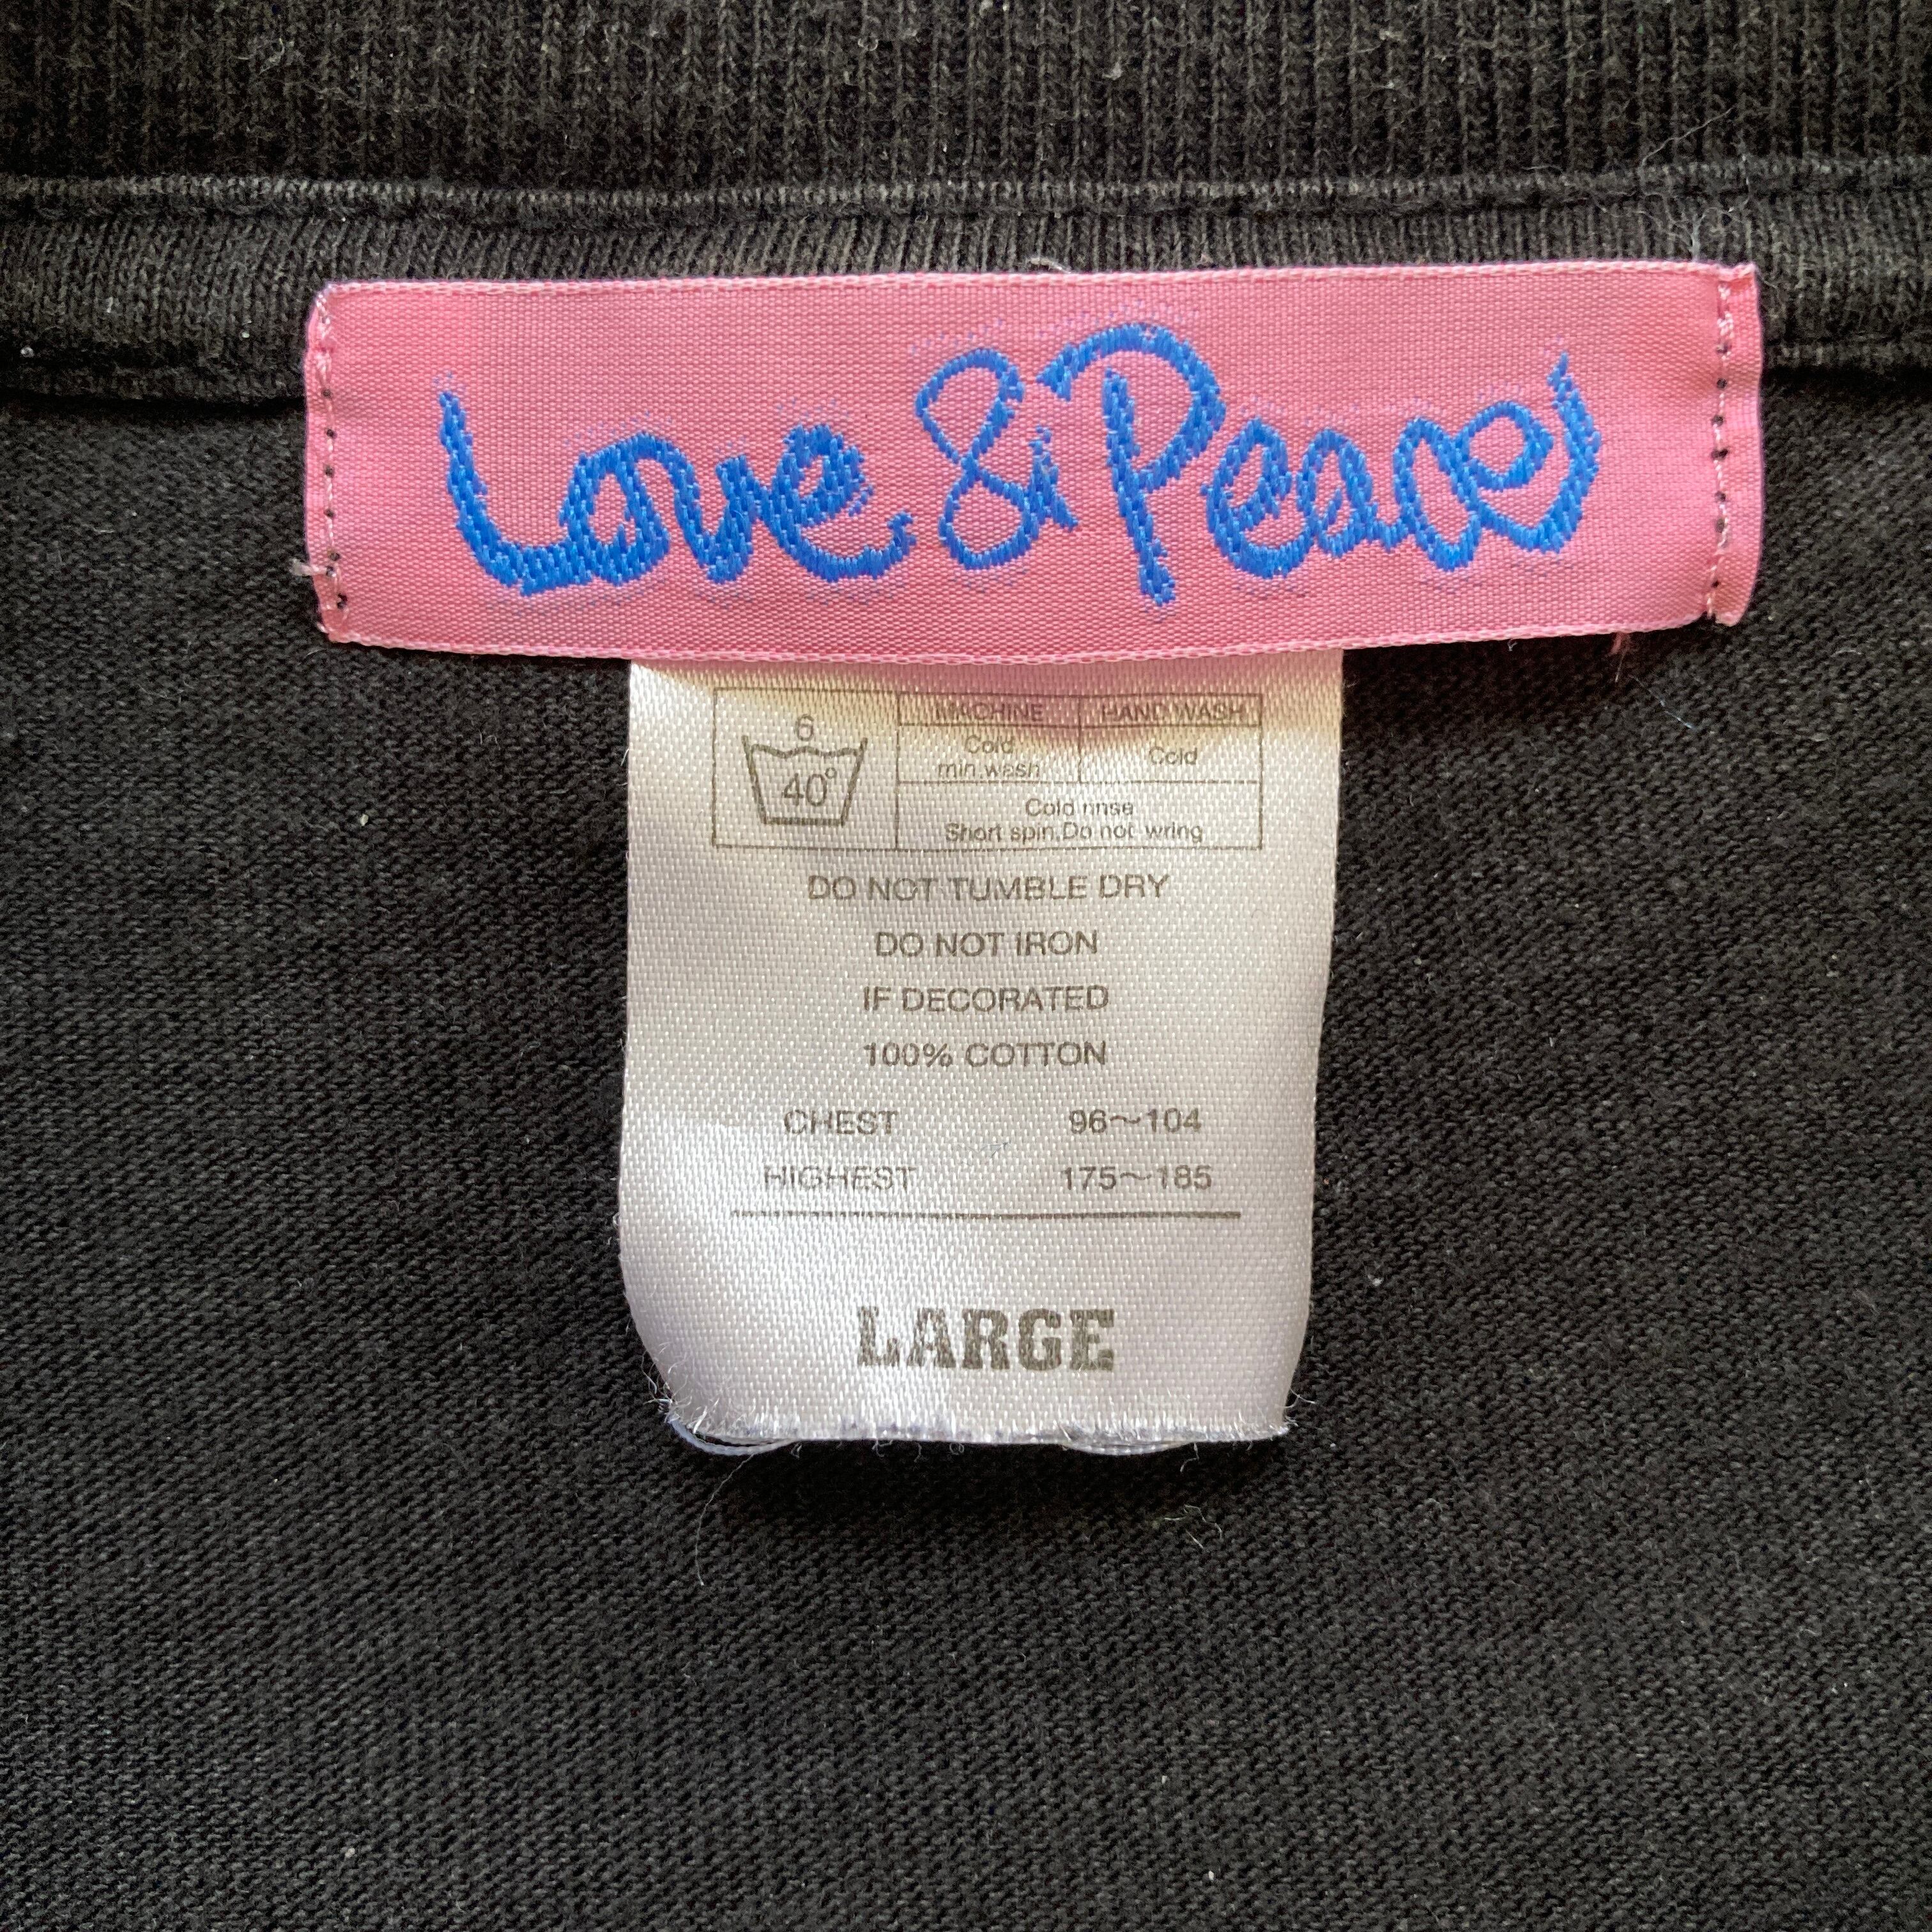 Love & Peace
6
40°
MACHINE HAND WASH
Cold
min.wash
Cold
Cold rinse
Short spin.Do not wring
DO NOT TUMBLE DRY
DO NOT IRON
IF DECORATED
100% COTTON
CHEST 96~104
HIGHEST 175~185
LARGE